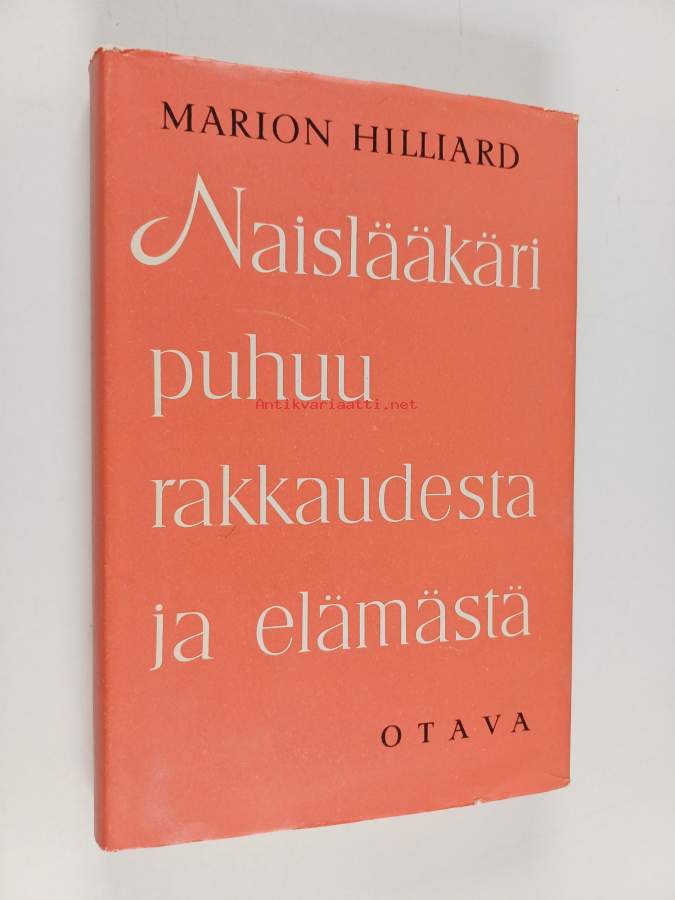 MARION HILLIARD
Naislääkäri
puhuu
Antikvariaatti.net
rakkaudesta
ja elämästä
OTAVA